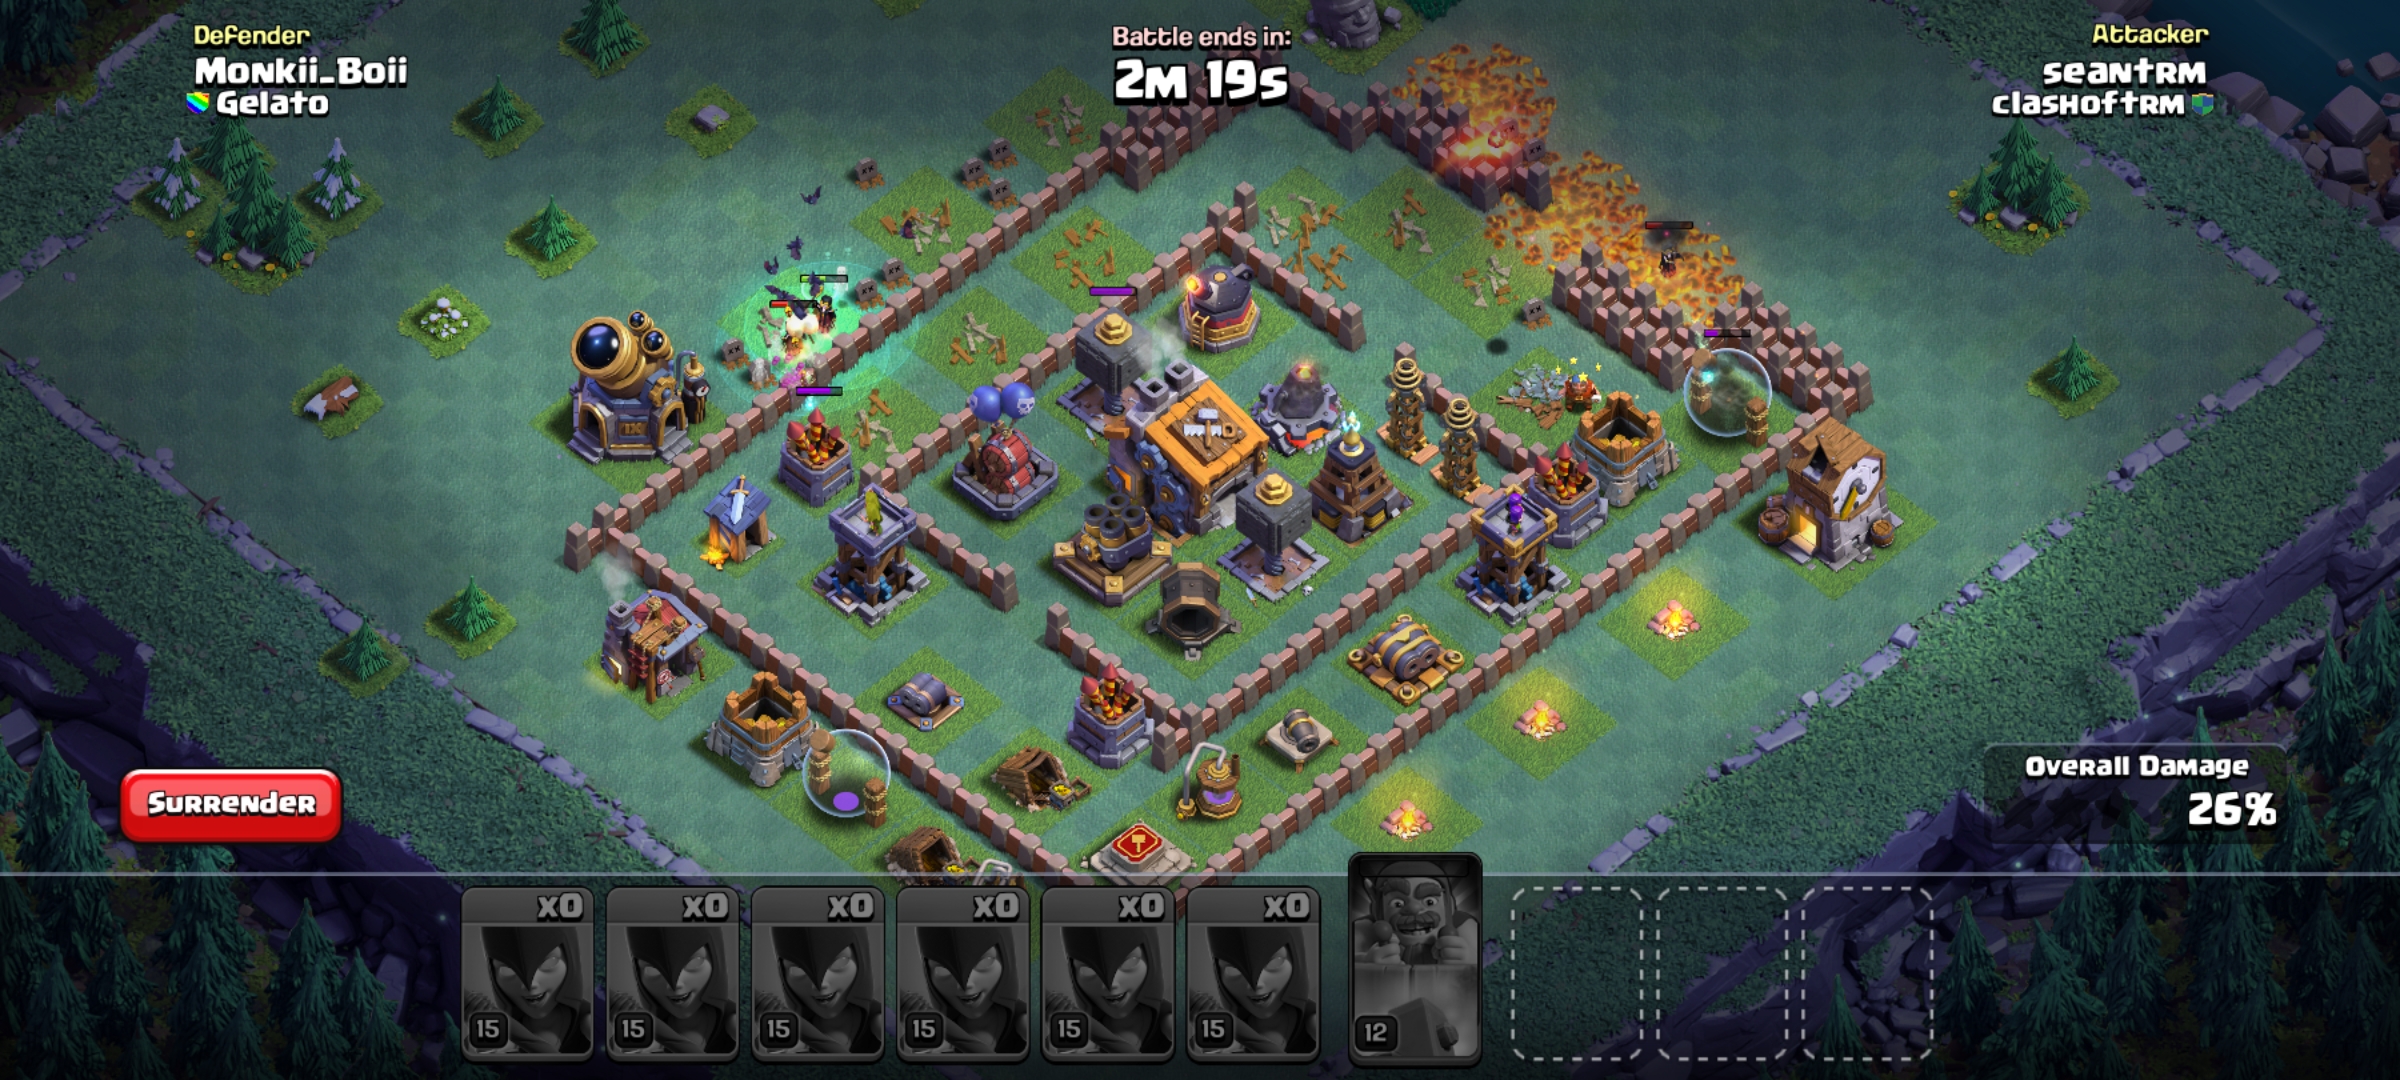 Defender
Monkii_Boii
Gelato
Battle ends in:
2M 19s
Attacker
seantRM
clashoftRM
Surrender
Overall Damage
26%
x0
x0
x0
x0
x0
x0
15
15
15
15
15
15
12